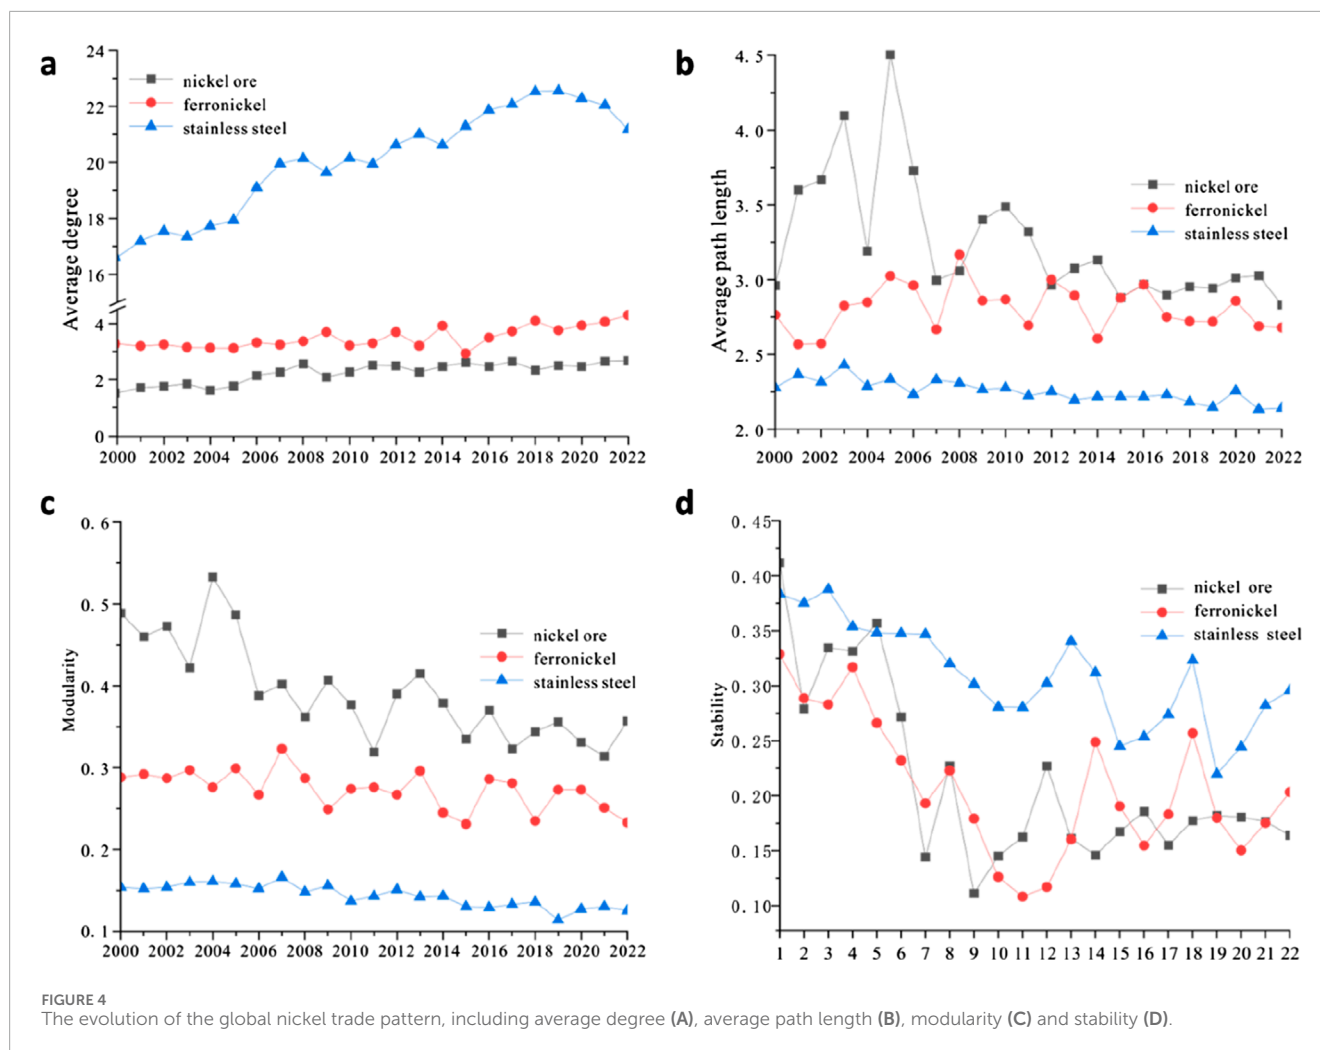 a
24
22
20
18
16
4
2
0
Average degree
nickel ore
ferronickel
stainless steel
2000 2002 2004 2006 2008 2010 2012 2014 2016 2018 2020 2022
b
4.5
4.0
3.5
3.0
2.5
2.0
Average path length
nickel ore
ferronickel
stainless steel
2000 2002 2004 2006 2008 2010 2012 2014 2016 2018 2020 2022
c
0.6
0.5
0.4
0.3
0.2
0.1
Modularity
nickel ore
ferronickel
stainless steel
2000 2002 2004 2006 2008 2010 2012 2014 2016 2018 2020 2022
d
0.45
0.40
0.35
0.30
0.25
0.20
0.15
0.10
Stability
nickel ore
ferronickel
stainless steel
1 2 3 4 5 6 7 8 9 10 11 12 13 14 15 16 17 18 19 20 21 22
FIGURE 4
The evolution of the global nickel trade pattern, including average degree (A), average path length (B), modularity (C) and stability (D).